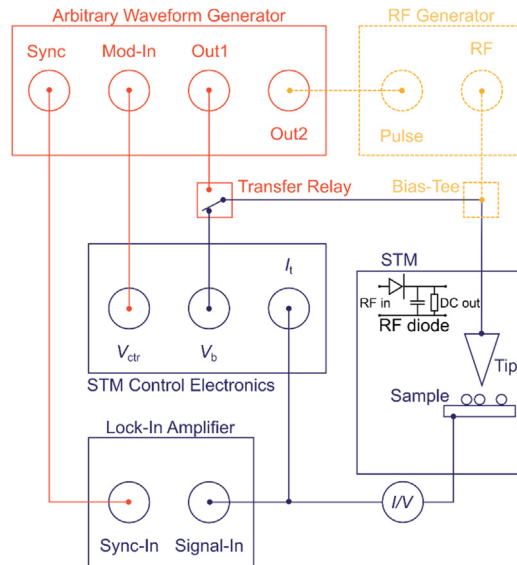 Arbitrary Waveform Generator
RF Generator
Sync
Mod-In
Out1
RF
Out2
Pulse
Transfer Relay
Bias-Tee
STM
It
RF in
DC out
RF diode
Vctr
Vb
Tip
STM Control Electronics
Sample
Lock-In Amplifier
I/V
Sync-In
Signal-In